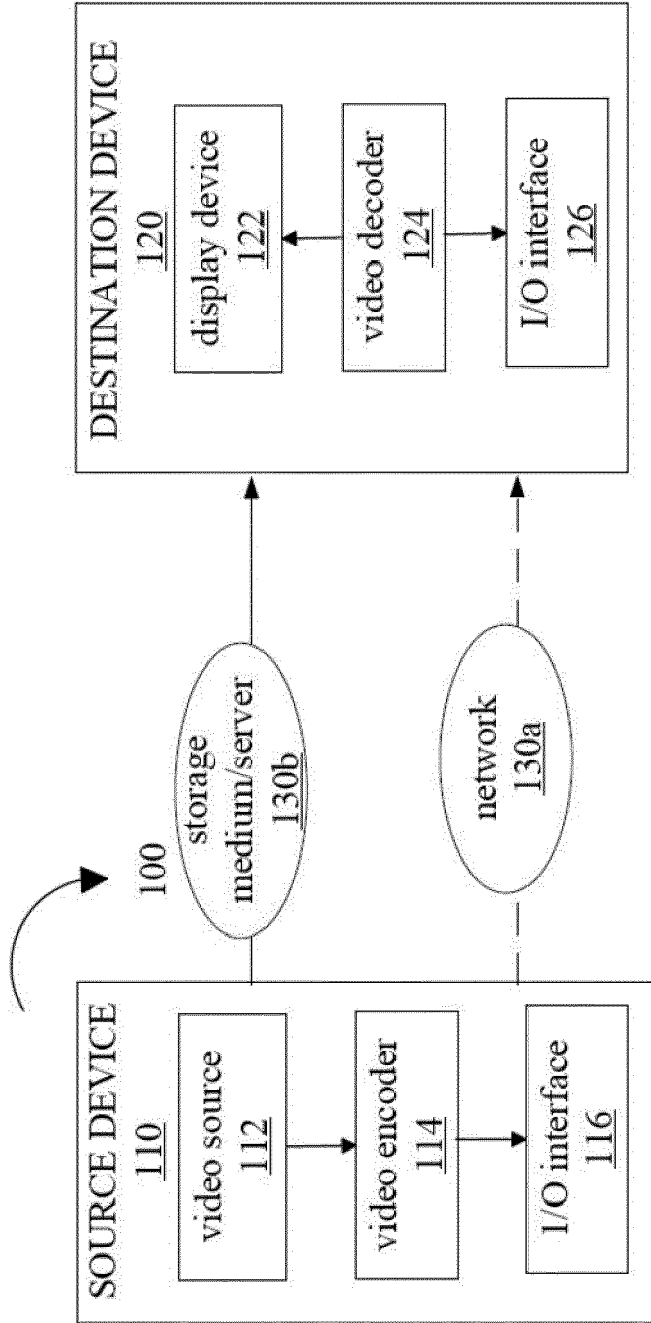 100
SOURCE DEVICE
110
video source
112
video encoder
114
I/O interface
116
storage
medium/server
130b
network
130a
DESTINATION DEVICE
120
display device
122
video decoder
124
I/O interface
126